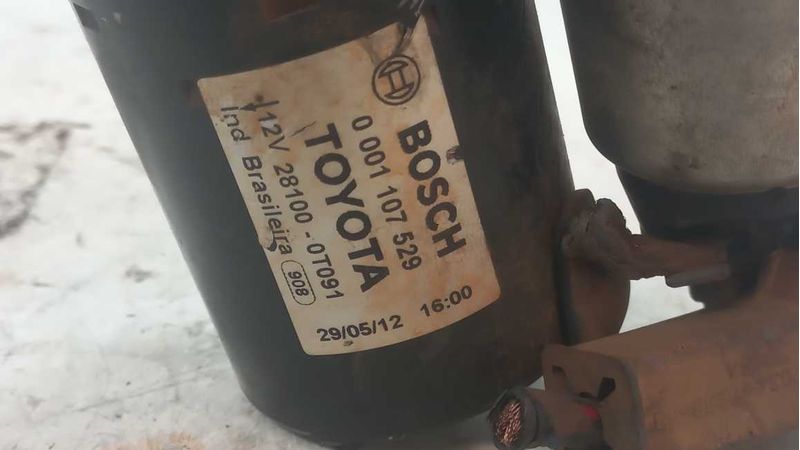 BOSCH
0 001 107 529
TOYOTA
12V 28100-0T091
Ind Brasileira 908
29/05/12 16:00